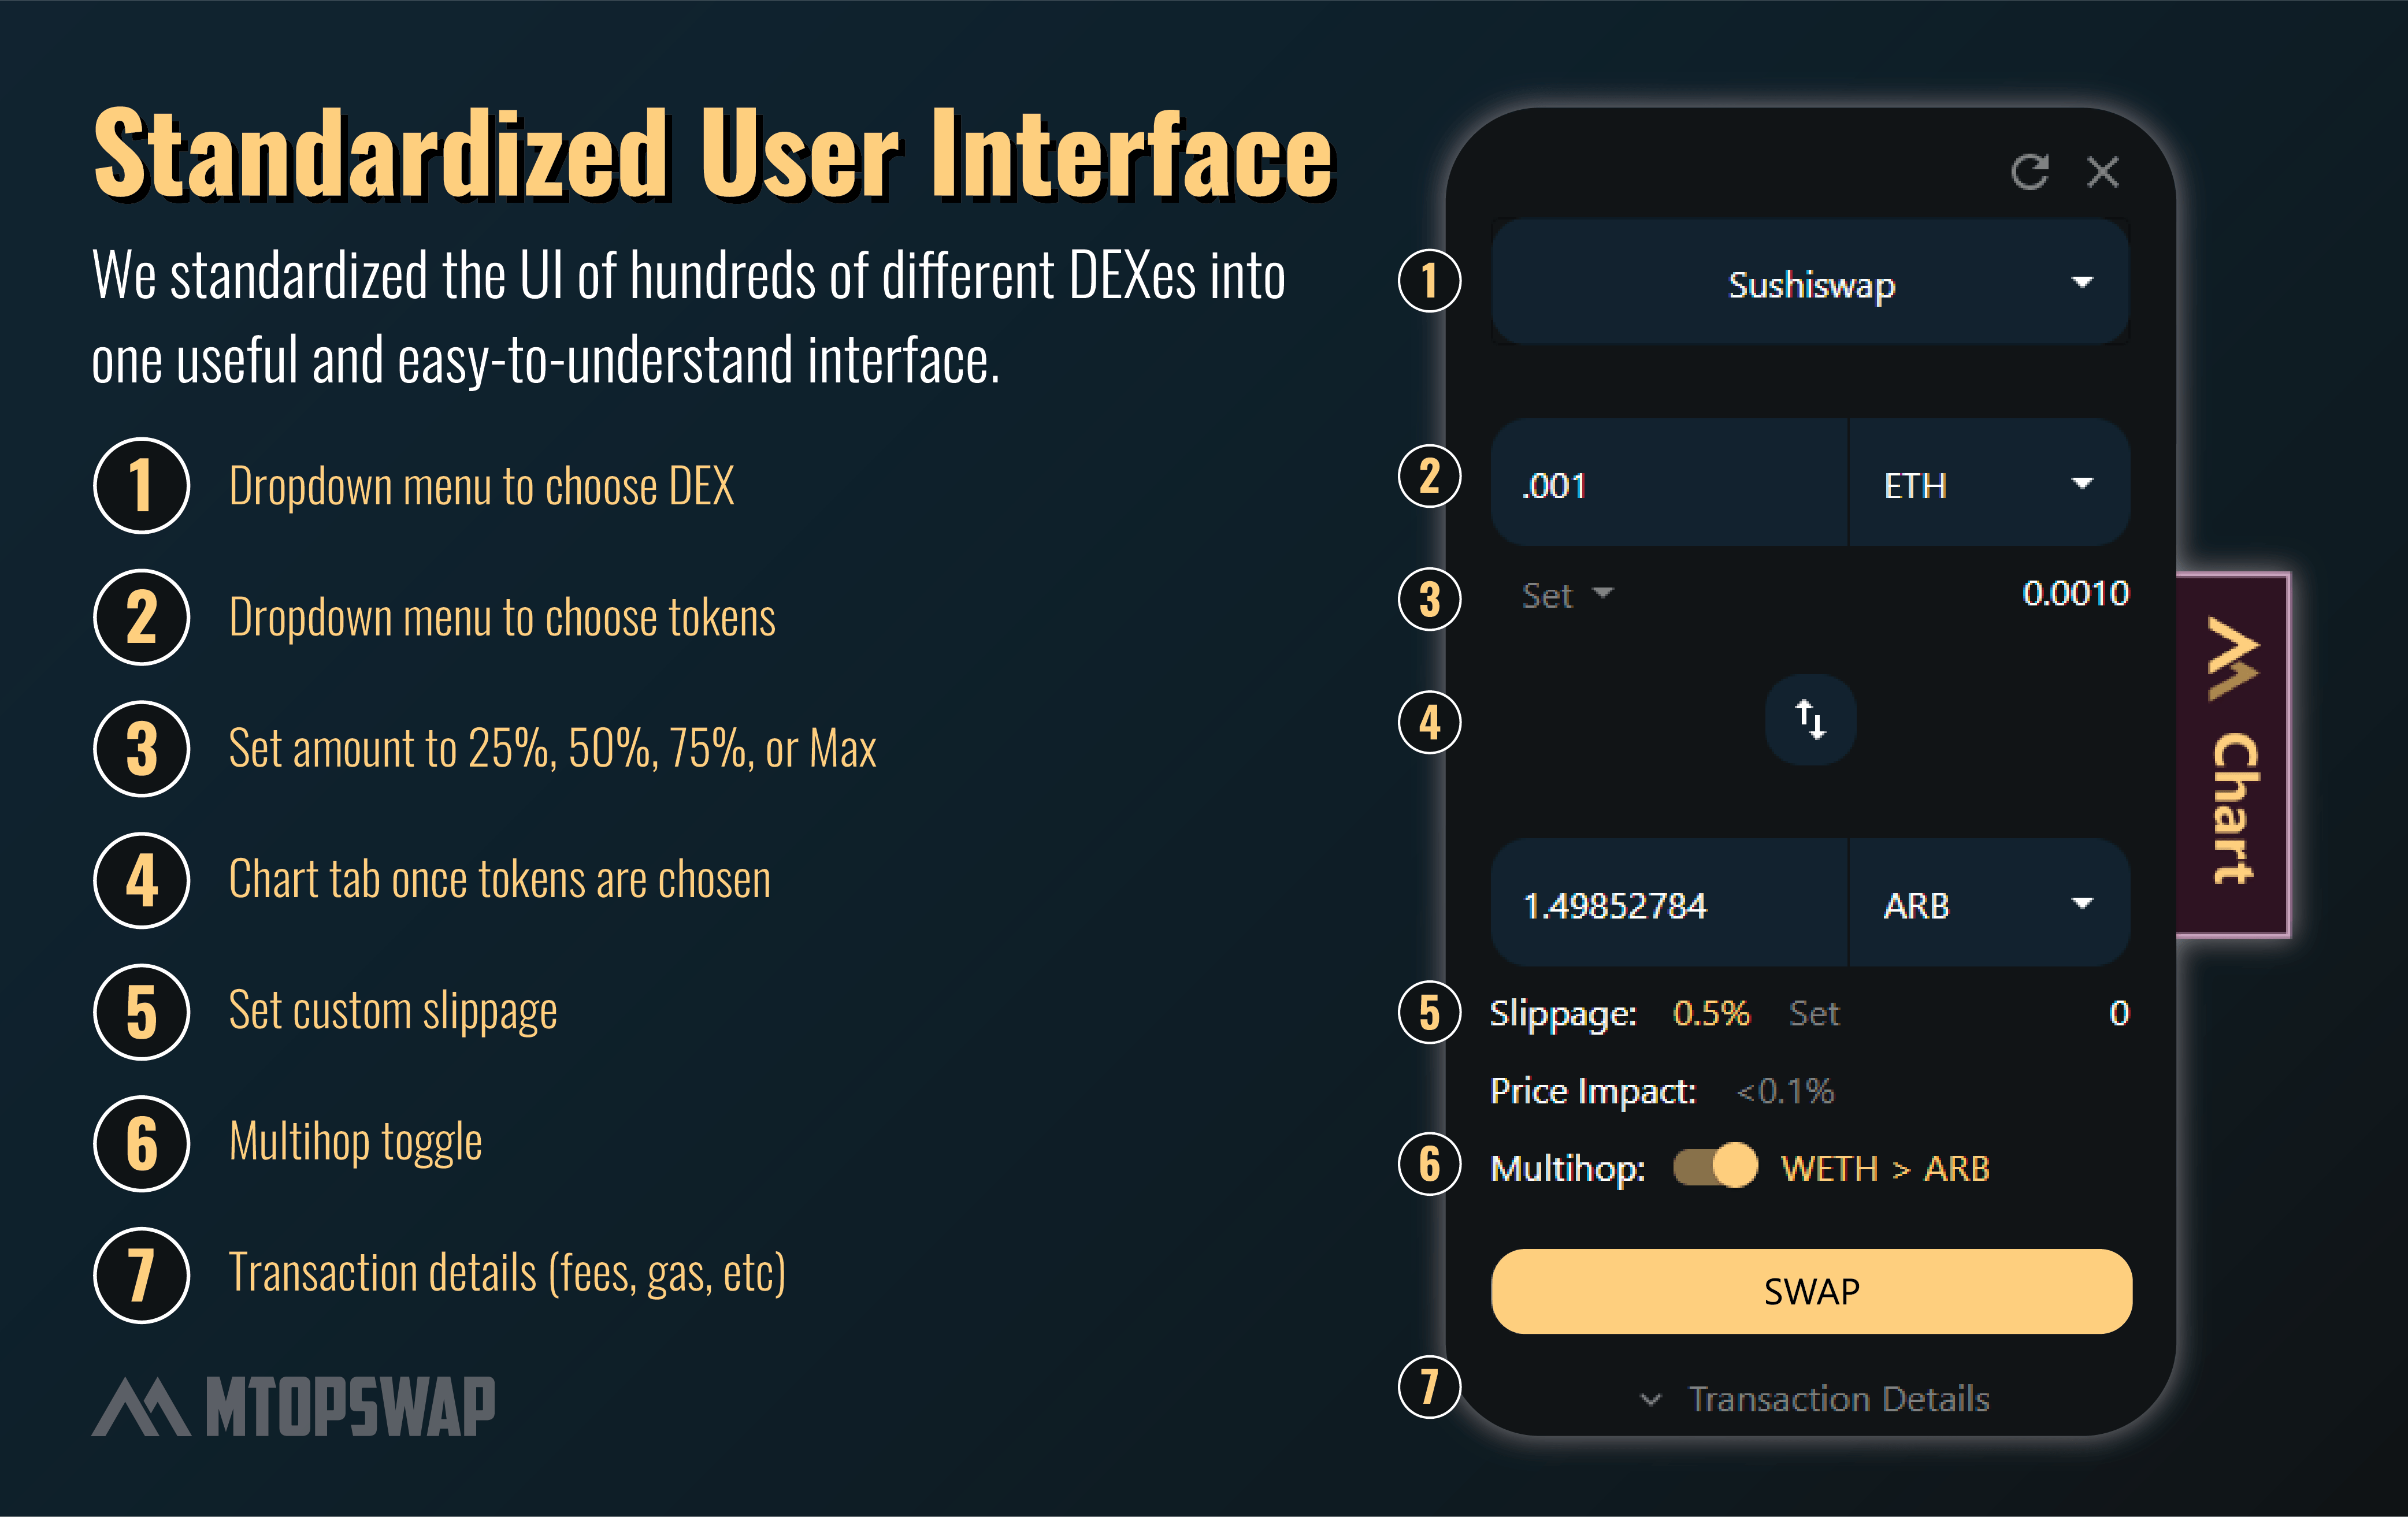 Standardized User Interface
We standardized the UI of hundreds of different DEXes into
one useful and easy-to-understand interface.
1 Dropdown menu to choose DEX
2 Dropdown menu to choose tokens
3 Set amount to 25%, 50%, 75%, or Max
4 Chart tab once tokens are chosen
5 Set custom slippage
6 Multihop toggle
7 Transaction details (fees, gas, etc)
MTOPSWAP
1 Sushiswap
2 .001 ETH
3 Set 0.0010
4
1.49852784 ARB
5 Slippage: 0.5% Set 0
Price Impact: <0.1%
6 Multihop: WETH > ARB
SWAP
7 Transaction Details
Chart